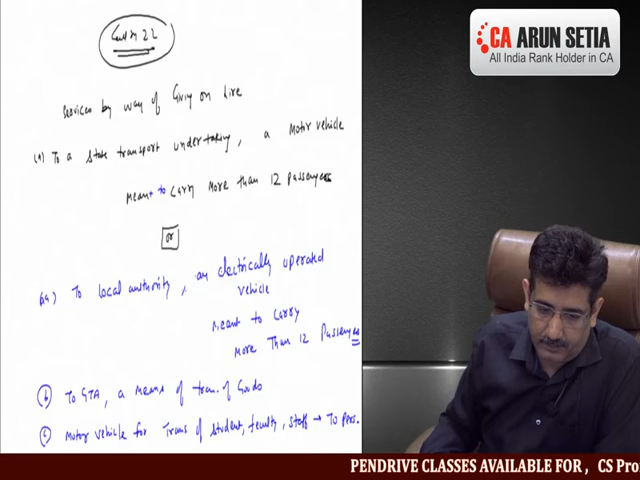 22
CA ARUN SETIA
All India Rank Holder in CA
Services by way of Giving on hire
(a) To a state transport undertaking, a Motor vehicle
meant to carry More than 12 Passengers
or
(aa) To local authority, an electrically operated
vehicle
Meant to Carry
More Than 12 Passengers
(b) To GTA, a means of tran. of Goods
(c) Motor vehicle for Trans of student, faculty, staff → To Pers.
PENDRIVE CLASSES AVAILABLE FOR , CS Pro